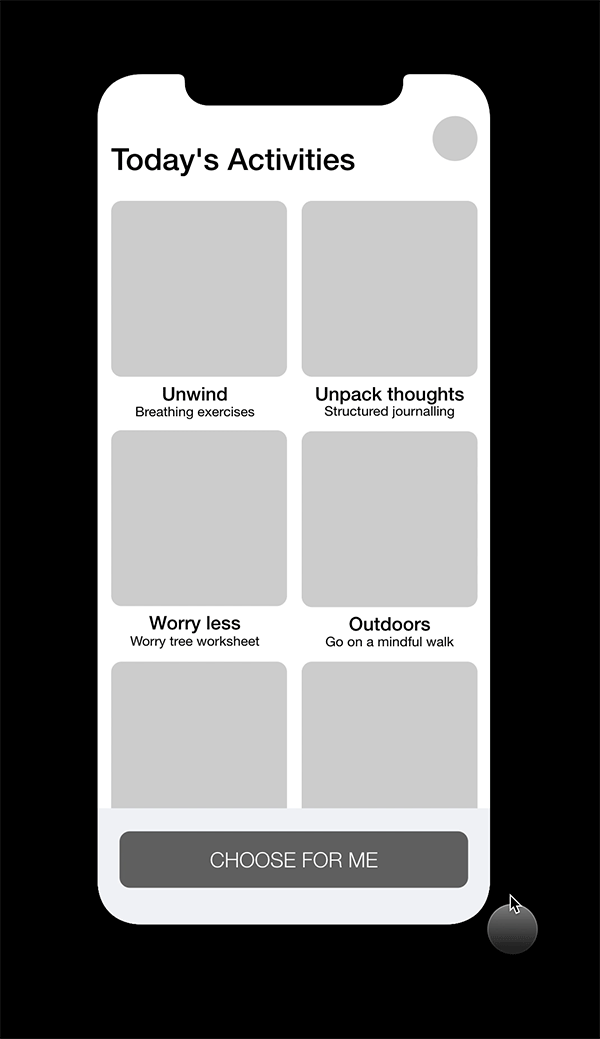 Today's Activities
Unwind
Breathing exercises
Unpack thoughts
Structured journalling
Worry less
Worry tree worksheet
Outdoors
Go on a mindful walk
CHOOSE FOR ME